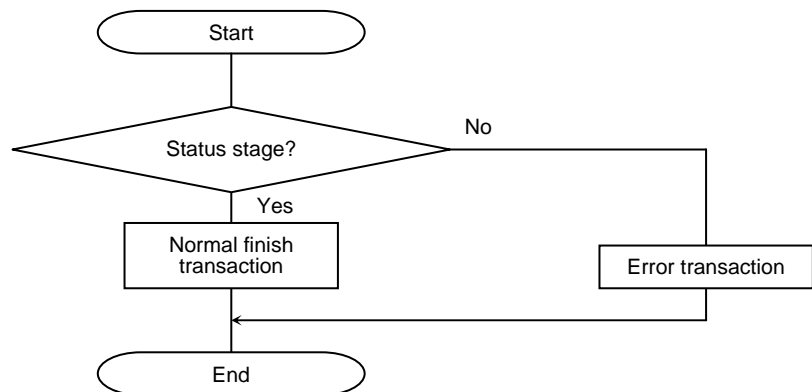 Start
Status stage?
No
Yes
Normal finish
transaction
Error transaction
End